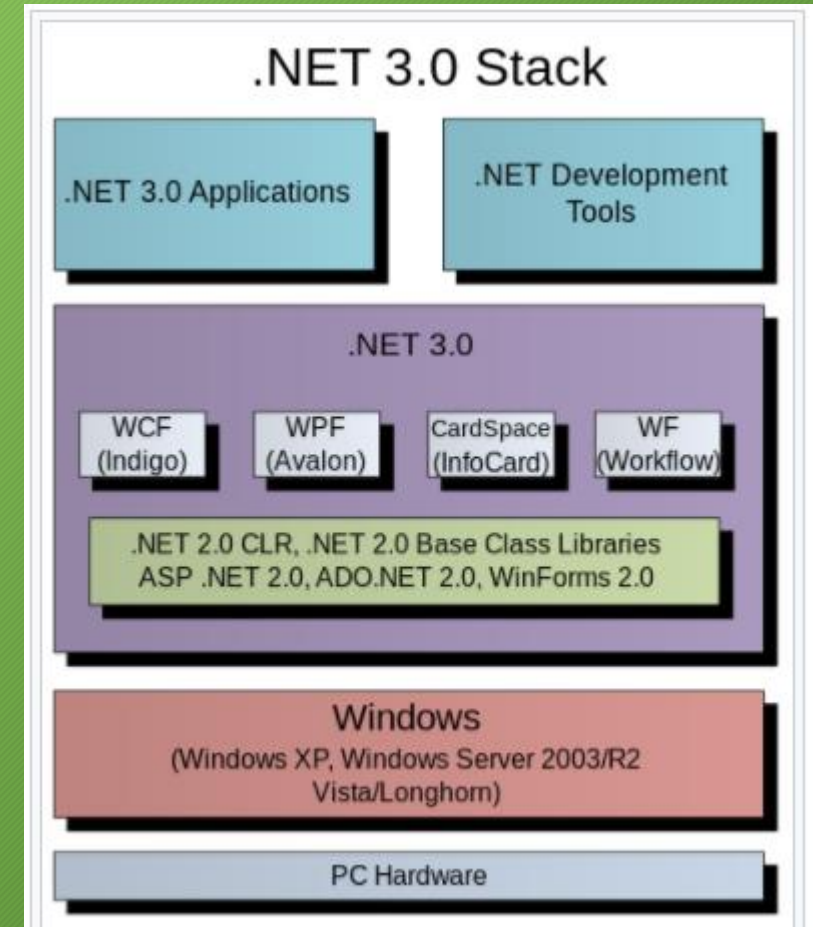 .NET 3.0 Stack
.NET 3.0 Applications
.NET Development
Tools
.NET 3.0
WCF
(Indigo)
WPF
(Avalon)
CardSpace
(InfoCard)
WF
(Workflow)
.NET 2.0 CLR, .NET 2.0 Base Class Libraries
ASP .NET 2.0, ADO.NET 2.0, WinForms 2.0
Windows
(Windows XP, Windows Server 2003/R2
Vista/Longhorn)
PC Hardware